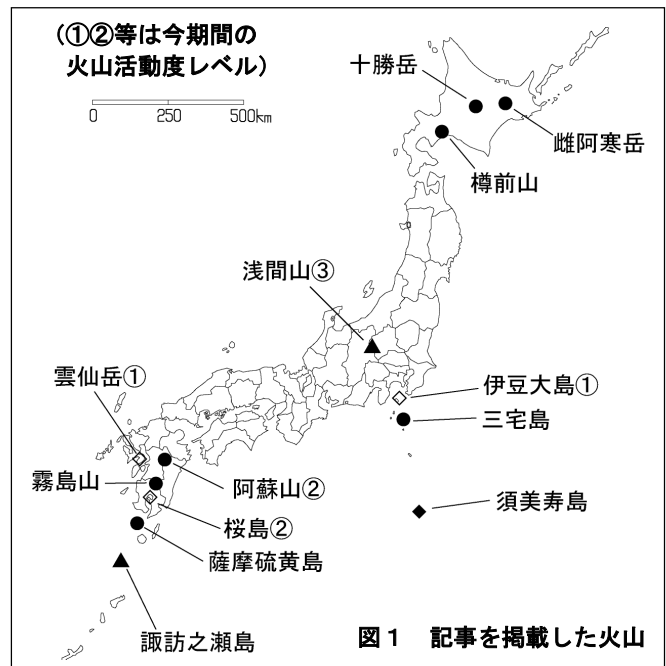 (①②等は今期間の
火山活動度レベル)
0 250 500km
十勝岳
雌阿寒岳
樽前山
浅間山③
雲仙岳①
伊豆大島①
三宅島
霧島山
阿蘇山②
須美寿島
桜島②
薩摩硫黄島
諏訪之瀬島
図1 記事を掲載した火山